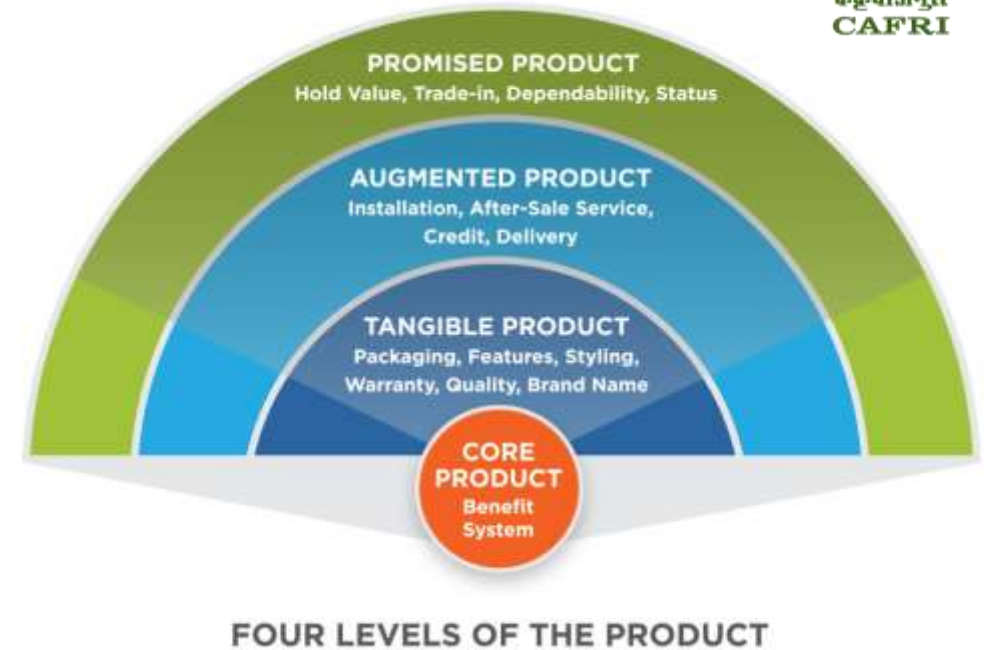 CAFRI
PROMISED PRODUCT
Hold Value, Trade-in, Dependability, Status
AUGMENTED PRODUCT
Installation, After-Sale Service,
Credit, Delivery
TANGIBLE PRODUCT
Packaging, Features, Styling,
Warranty, Quality, Brand Name
CORE
PRODUCT
Benefit
System
FOUR LEVELS OF THE PRODUCT